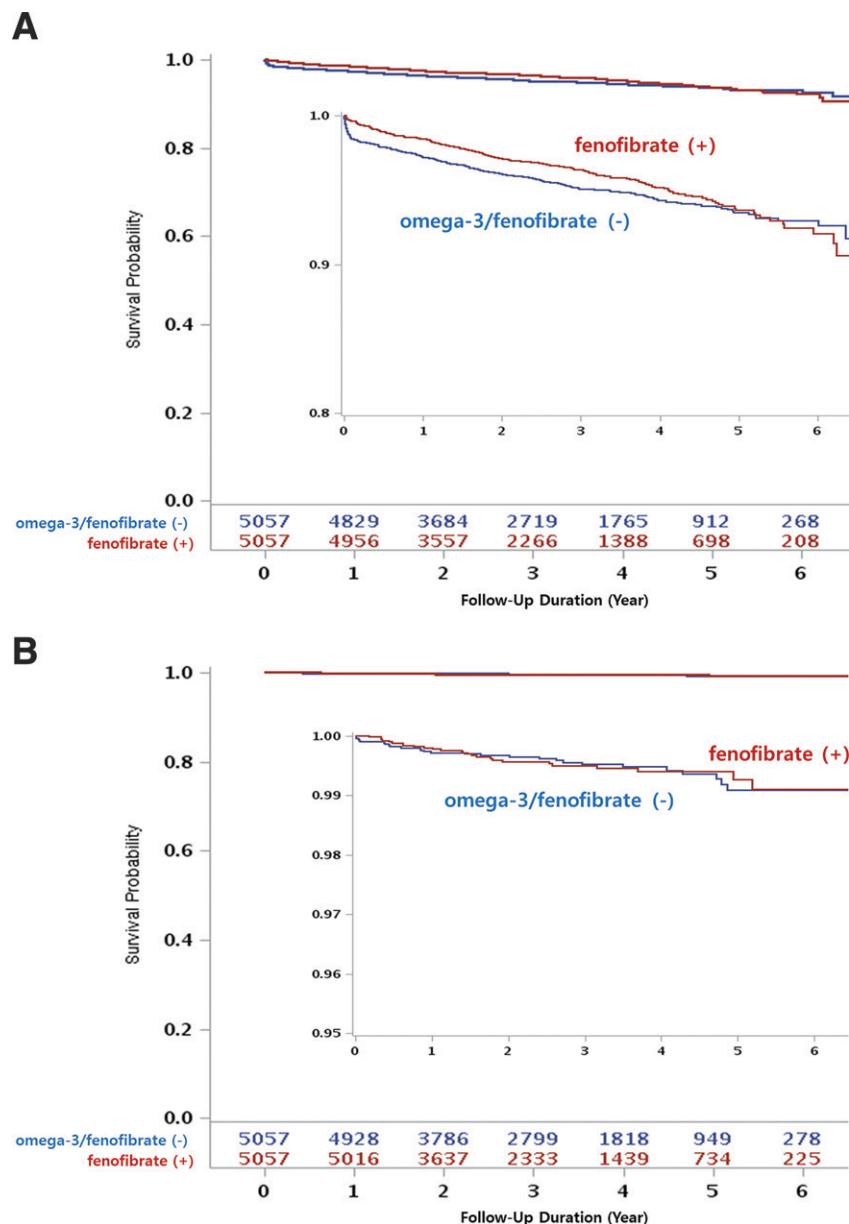 A
1.0
0.8
0.6
0.4
0.2
0.0
Survival Probability
1.0
0.9
0.8
fenofibrate (+)
omega-3/fenofibrate (-)
0 1 2 3 4 5 6
omega-3/fenofibrate (-) 5057 4829 3684 2719 1765 912 268
fenofibrate (+) 5057 4956 3557 2266 1388 698 208
0 1 2 3 4 5 6
Follow-Up Duration (Year)
B
1.0
0.8
0.6
0.4
0.2
0.0
Survival Probability
1.00
0.99
0.98
0.97
0.96
0.95
fenofibrate (+)
omega-3/fenofibrate (-)
0 1 2 3 4 5 6
omega-3/fenofibrate (-) 5057 4928 3786 2799 1818 949 278
fenofibrate (+) 5057 5016 3637 2333 1439 734 225
0 1 2 3 4 5 6
Follow-Up Duration (Year)